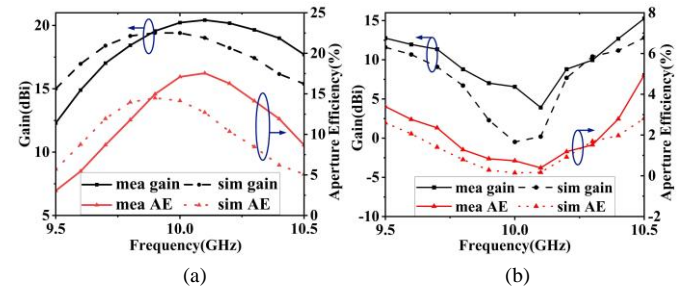 (a)
20
15
10
5
Gain(dBi)
25
20
15
10
5
0
Aperture Efficiency(%)
mea gain
sim gain
mea AE
sim AE
9.5
10.0
10.5
Frequency(GHz)
(a)
(b)
15
10
5
0
-5
-10
Gain(dBi)
8
6
4
2
0
-2
Aperture Efficiency(%)
mea gain
sim gain
mea AE
sim AE
9.5
10.0
10.5
Frequency(GHz)
(b)